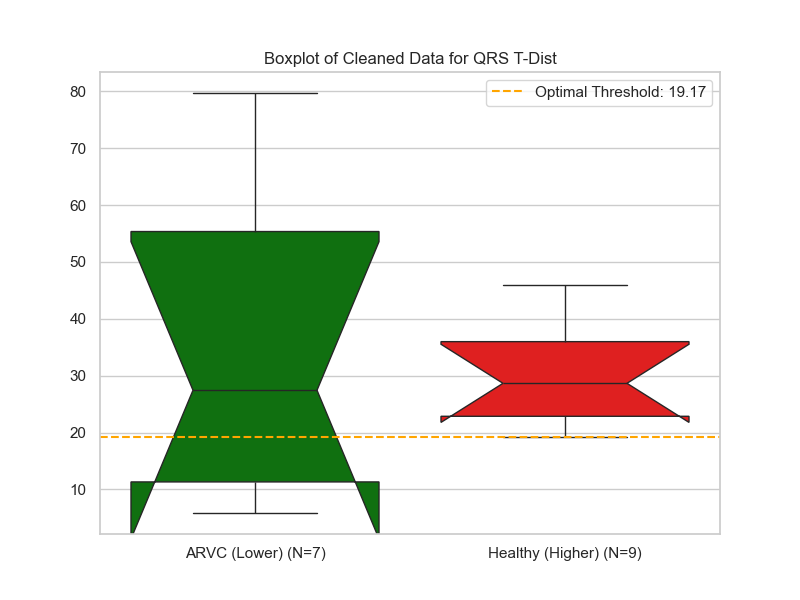 Boxplot of Cleaned Data for QRS T-Dist
Optimal Threshold: 19.17
80
70
60
50
40
30
20
10
ARVC (Lower) (N=7)
Healthy (Higher) (N=9)